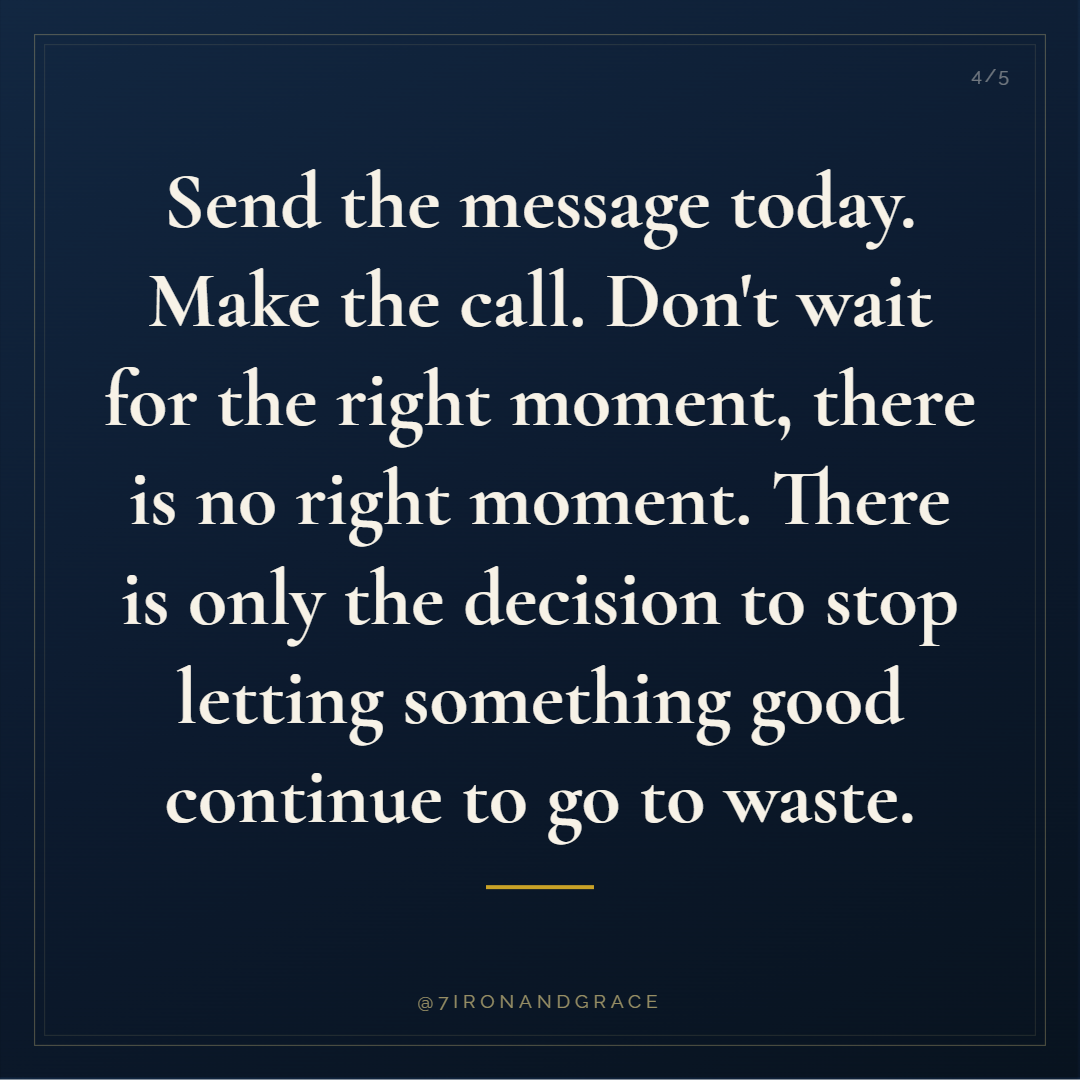 4/5
Send the message today.
Make the call. Don't wait
for the right moment, there
is no right moment. There
is only the decision to stop
letting something good
continue to go to waste.
@7IRONANDGRACE